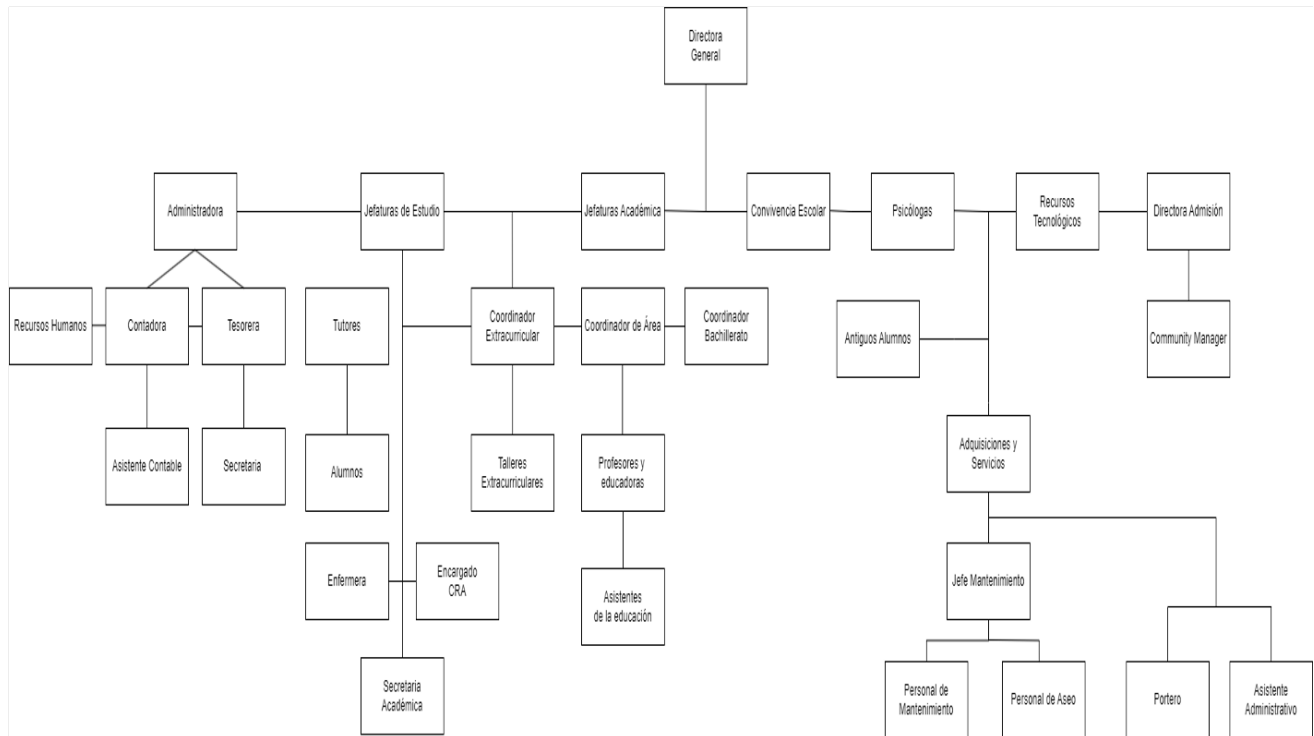 Directora
General
Administradora
Jefaturas de Estudio
Jefaturas Académica
Convivencia Escolar
Psicólogas
Recursos
Tecnológicos
Directora Admisión
Recursos Humanos
Contadora
Tesorera
Tutores
Coordinador
Extracurricular
Coordinador de Área
Coordinador
Bachillerato
Antiguos Alumnos
Community Manager
Asistente Contable
Secretaria
Alumnos
Talleres
Extracurriculares
Profesores y
educadoras
Adquisiciones y
Servicios
Enfermera
Encargado
CRA
Asistentes
de la educación
Jefe Mantenimiento
Secretaria
Académica
Personal de
Mantenimiento
Personal de Aseo
Portero
Asistente
Administrativo